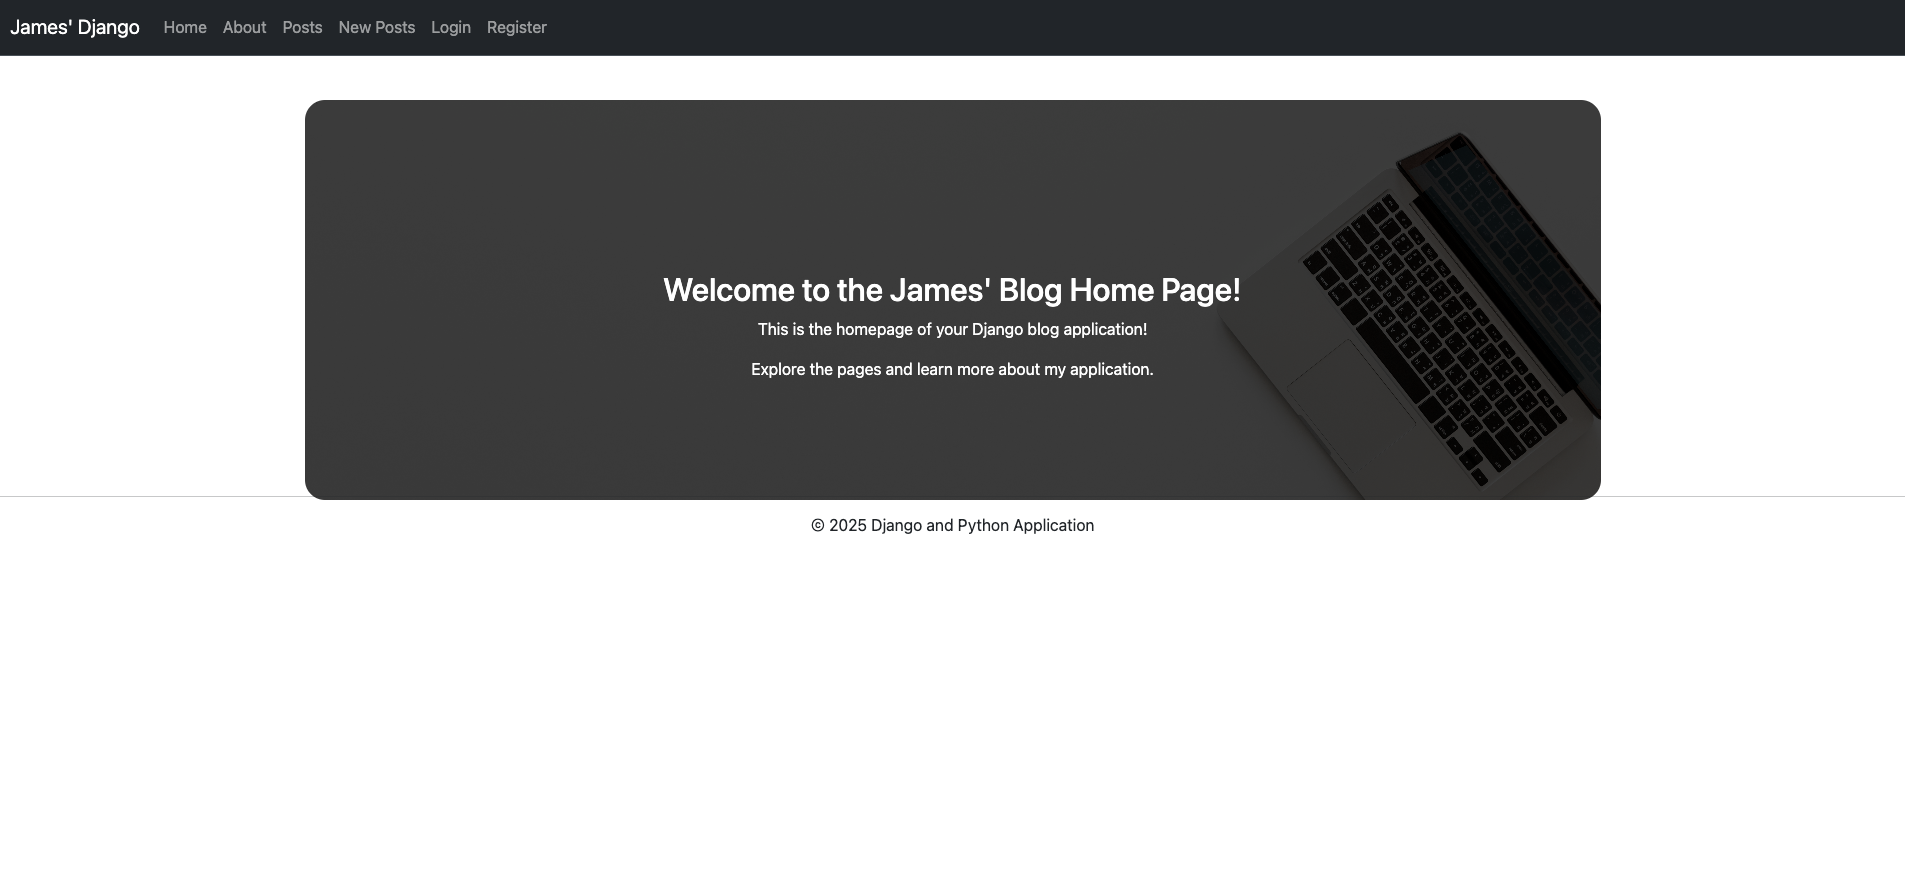 James' Django Home About Posts New Posts Login Register
Welcome to the James' Blog Home Page!
This is the homepage of your Django blog application!
Explore the pages and learn more about my application.
© 2025 Django and Python Application